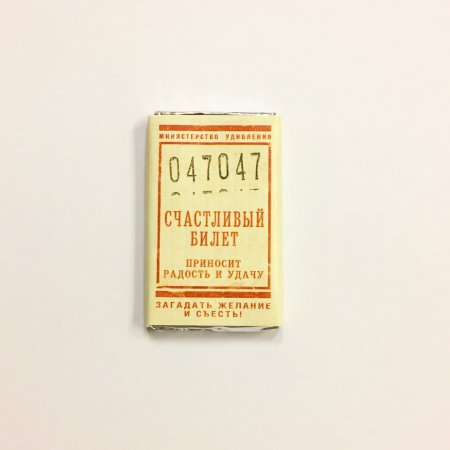 МИНИСТЕРСТВО УДИВЛЕНИЯ
047047
СЧАСТЛИВЫЙ
БИЛЕТ
ПРИНОСИТ
РАДОСТЬ И УДАЧУ
ЗАГАДАТЬ ЖЕЛАНИЕ
И СЪЕСТЬ!